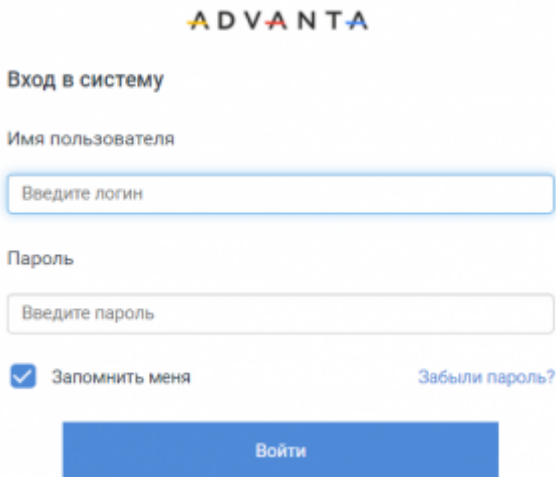 ADVANTA
Вход в систему
Имя пользователя
Введите логин
Пароль
Введите пароль
Запомнить меня Забыли пароль?
Войти